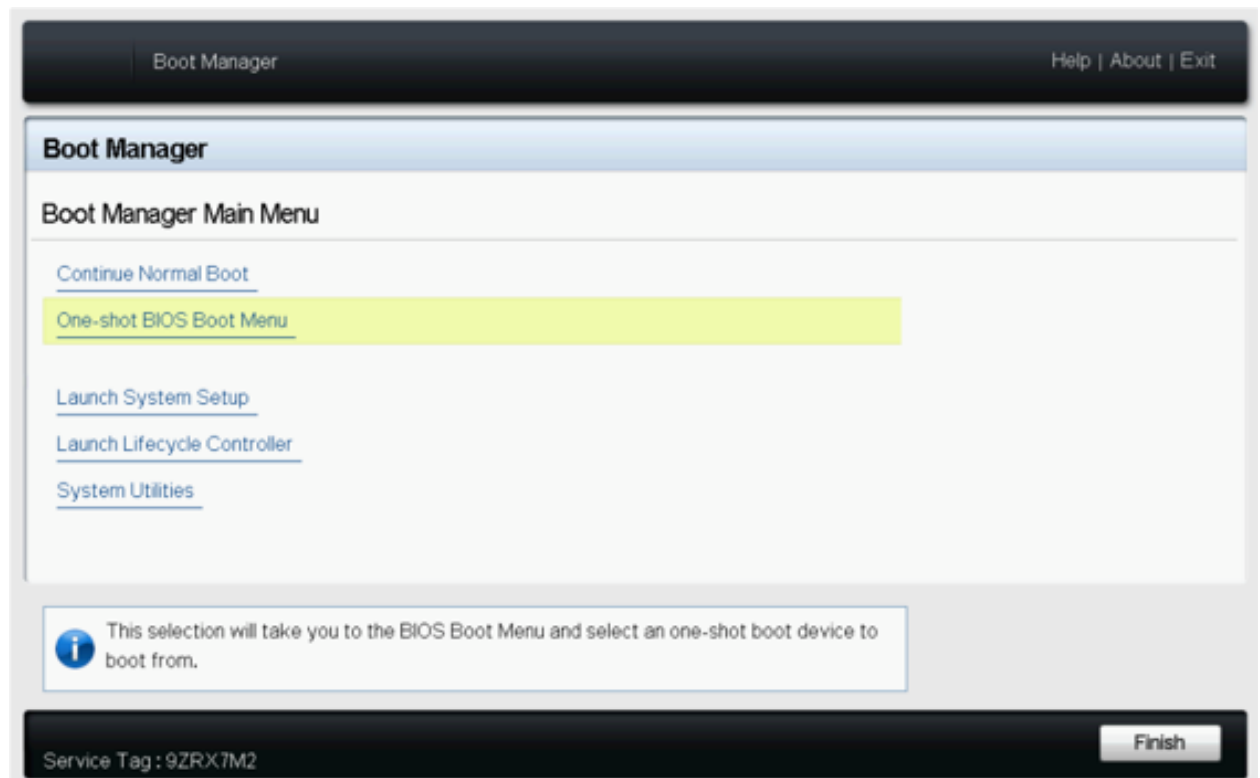 Boot Manager
Help | About | Exit
Boot Manager
Boot Manager Main Menu
Continue Normal Boot
One-shot BIOS Boot Menu
Launch System Setup
Launch Lifecycle Controller
System Utilities
This selection will take you to the BIOS Boot Menu and select an one-shot boot device to
boot from.
Finish
Service Tag : 9ZRX7M2